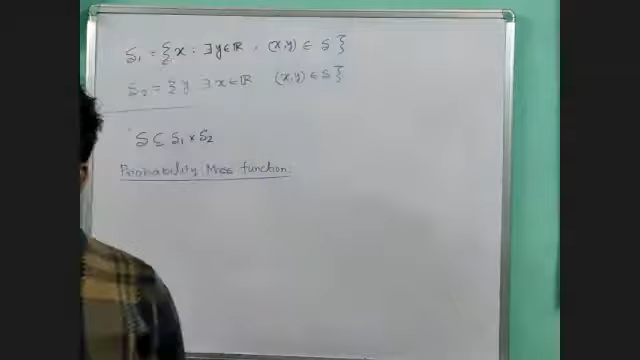 S₁ = { x : ∃ y ∈ ℝ , (x,y) ∈ S }
S₂ = { y ∃ x ∈ ℝ (x,y) ∈ S }
S ⊆ S₁ × S₂
Probability Mass function